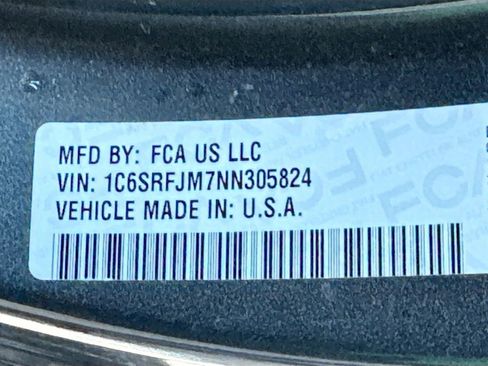 MFD BY: FCA US LLC
VIN: 1C6SRFJM7NN305824
VEHICLE MADE IN: U.S.A.